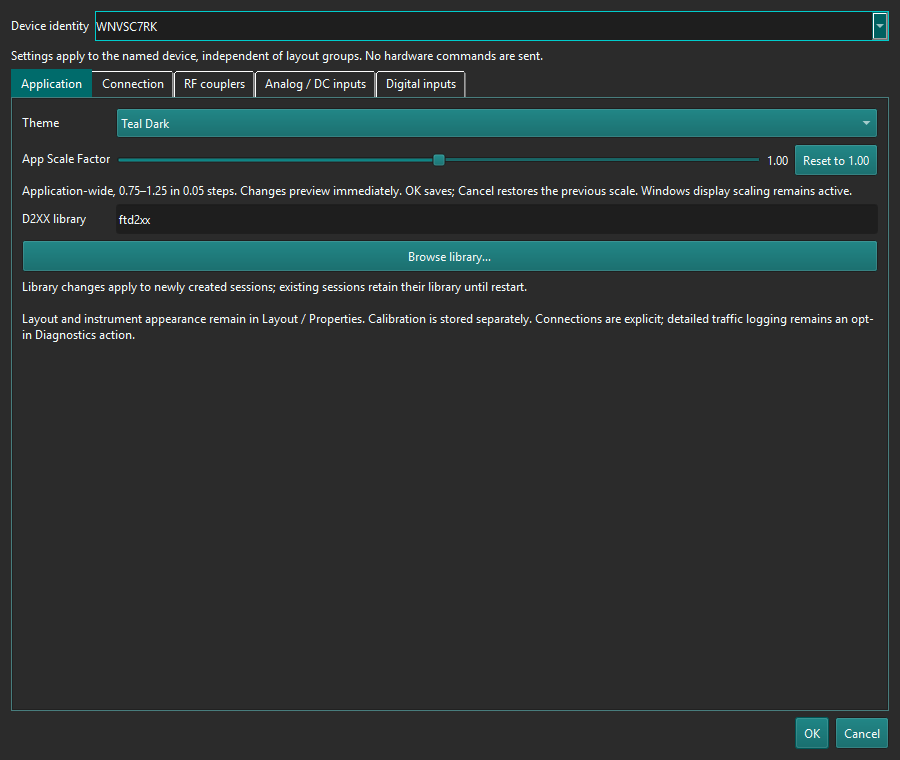 Device identity WNVSC7RK
Settings apply to the named device, independent of layout groups. No hardware commands are sent.
Application Connection RF couplers Analog / DC inputs Digital inputs
Theme Teal Dark
App Scale Factor 1.00 Reset to 1.00
Application-wide, 0.75–1.25 in 0.05 steps. Changes preview immediately. OK saves; Cancel restores the previous scale. Windows display scaling remains active.
D2XX library ftd2xx
Browse library...
Library changes apply to newly created sessions; existing sessions retain their library until restart.
Layout and instrument appearance remain in Layout / Properties. Calibration is stored separately. Connections are explicit; detailed traffic logging remains an opt-
in Diagnostics action.
OK Cancel